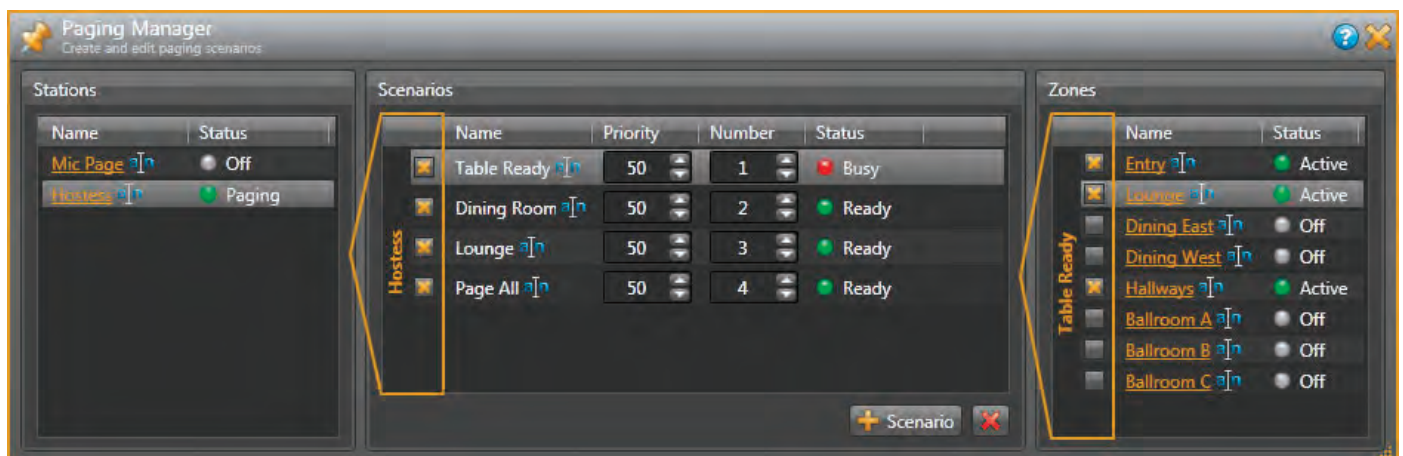 Paging Manager
Create and edit paging scenarios
Stations
Name Status
Mic Page Off
Hostess Paging
Scenarios
Hostess
Name Priority Number Status
Table Ready 50 1 Busy
Dining Room 50 2 Ready
Lounge 50 3 Ready
Page All 50 4 Ready
Scenario
Zones
Table Ready
Name Status
Entry Active
Lounge Active
Dining East Off
Dining West Off
Hallways Active
Ballroom A Off
Ballroom B Off
Ballroom C Off